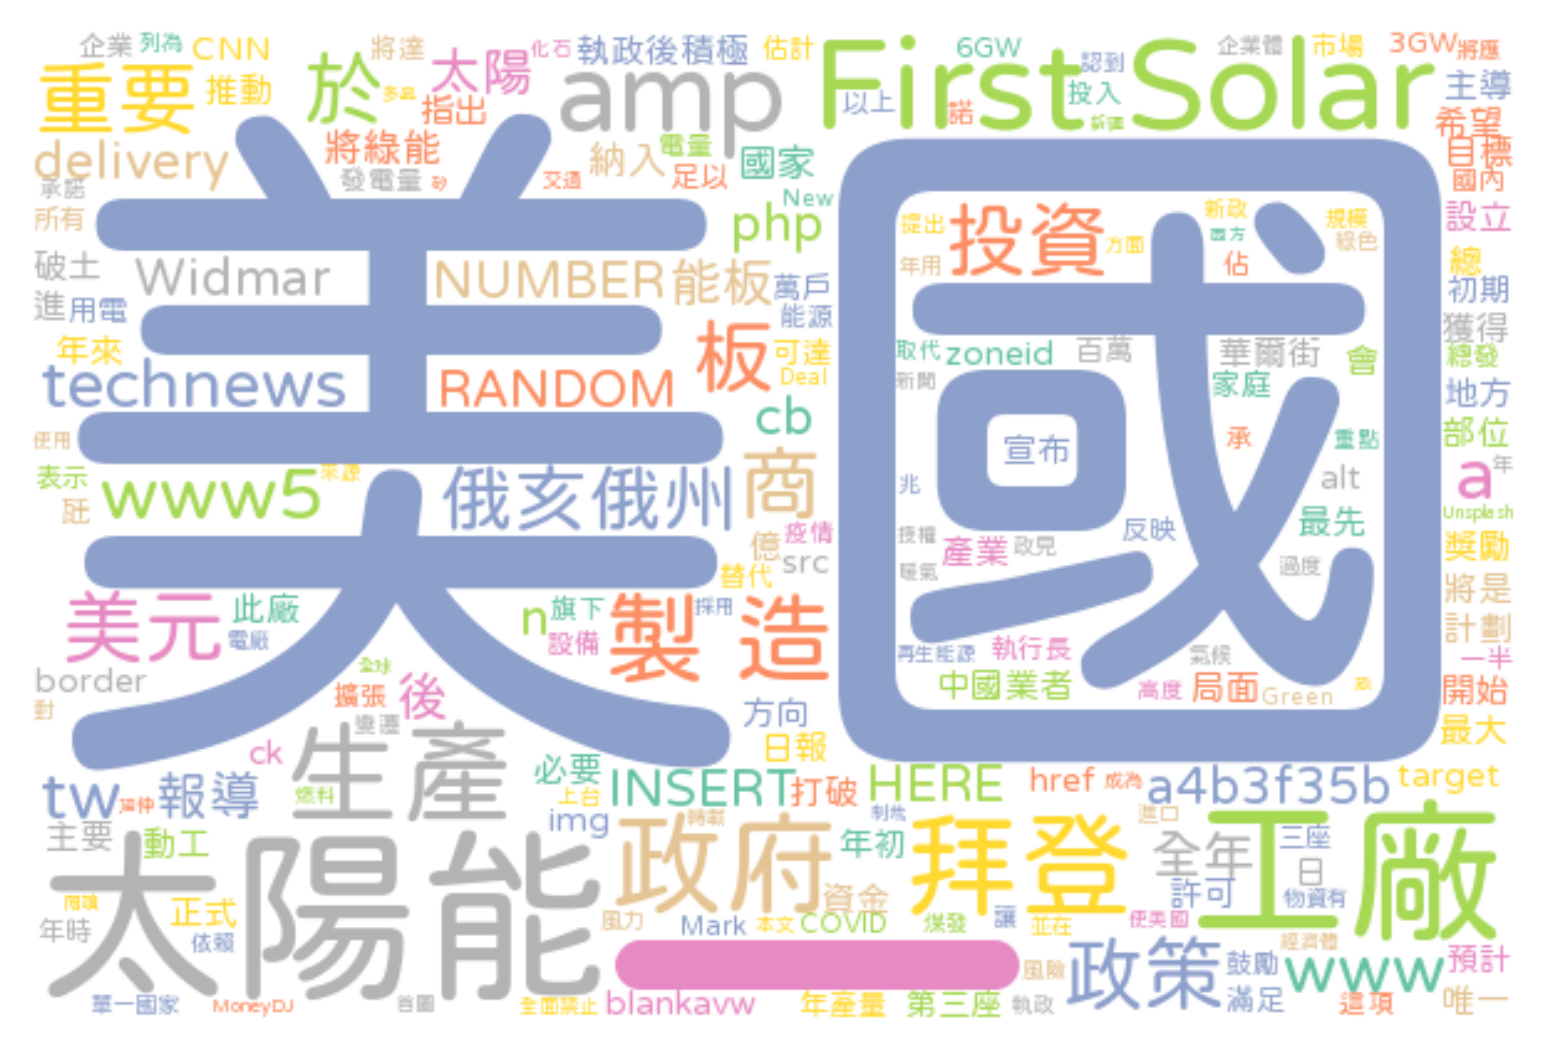 企業 列為 CNN 將達 化石 執政後積極 估計 First Solar 6GW 認到 企業體 市場 3GW 將應
重要 推動 於 多晶 太陽 指出 amp 以上 諾 投入 新疆 主導
delivery 將綠能 納入 電量 國家 希望 目標
承諾 發電量 矽 交通 足以 New 國內
所有 美 php 國 提出 投資 方面 新政 西方 規模 綠色 設立
破土 Widmar NUMBER 能板 萬戶 年用 佔 總
進 用電 能源 初期
年來 板 可達 取代 zoneid 百萬 華爾街 會 獲得 總發
technews RANDOM Deal 新聞 家庭 地方
使用 cb 宣布 承 重點 部位
表示 www5 來源 俄亥俄州 商 兆 alt a 年
反映 最先 Unsplash
億 疫情 授權 產業 政見 獎勵
替代 src 暖氣 過度 將是
美元 此廠 電廠 n 旗下 設備 製造 採用 計劃
border 全球 再生能源 執行長 氣候 一半
對 擴張 後 中國業者 高度 局面 Green 開始
方向 最大
ck 生產 日報
tw 延伸 報導 燃料 必要 上台 INSERT 打破 HERE href 成為 a4b3f35b target
主要 動工 img 轉載 制裁 進口
太陽能 政府 年初 拜登 全年 工廠 三座 日
正式 資金 許可 物資有
年時 依賴 風力 Mark 本文 COVID 煤發 讓 並在 使美國 經濟體
風險 政策 鼓勵 www 預計
單一國家 MoneyDJ 首圖 全面禁止 blankavw 年產量 第三座 執政 滿足 這項 唯一